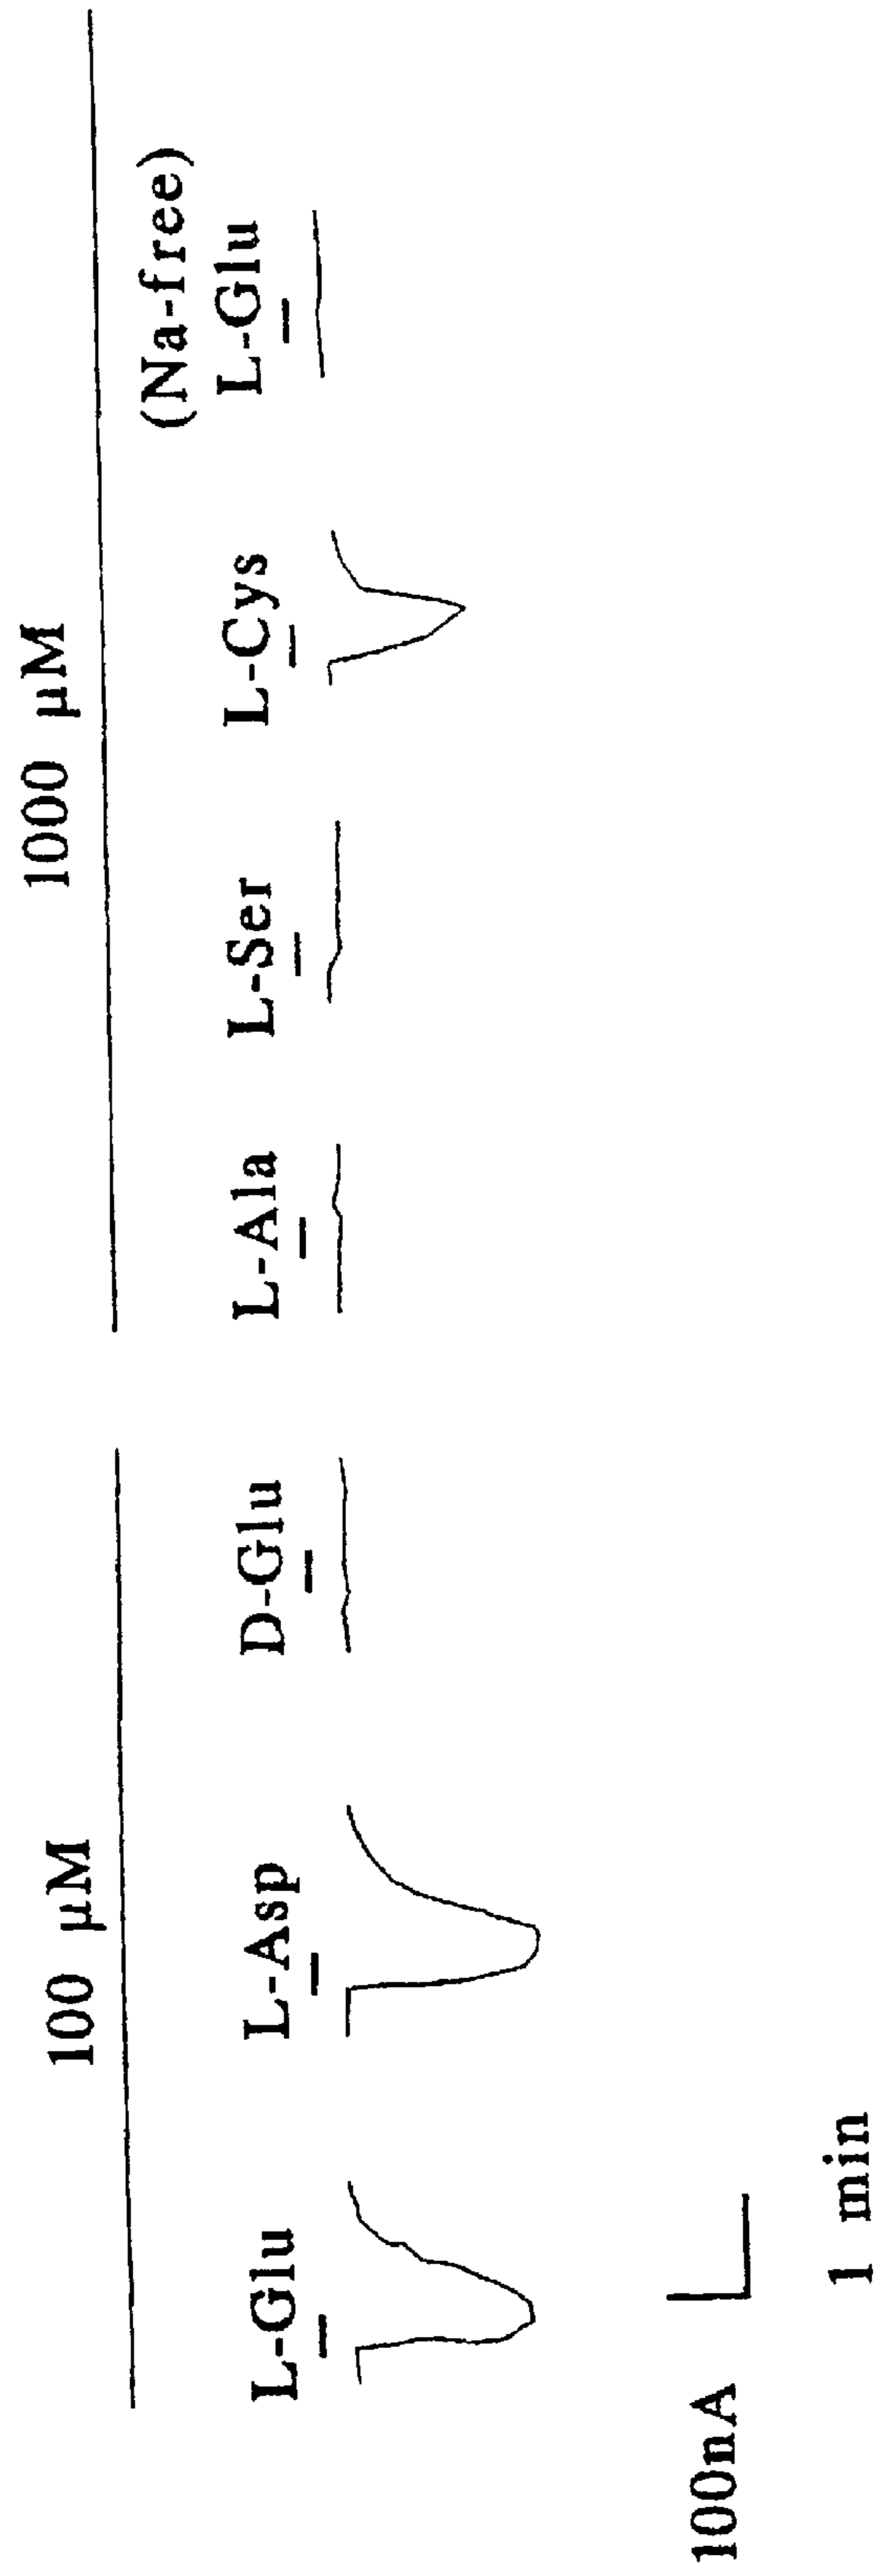 100 µM
1000 µM
(Na-free)
L-Glu
L-Asp
D-Glu
L-Ala
L-Ser
L-Cys
L-Glu
100nA
1 min